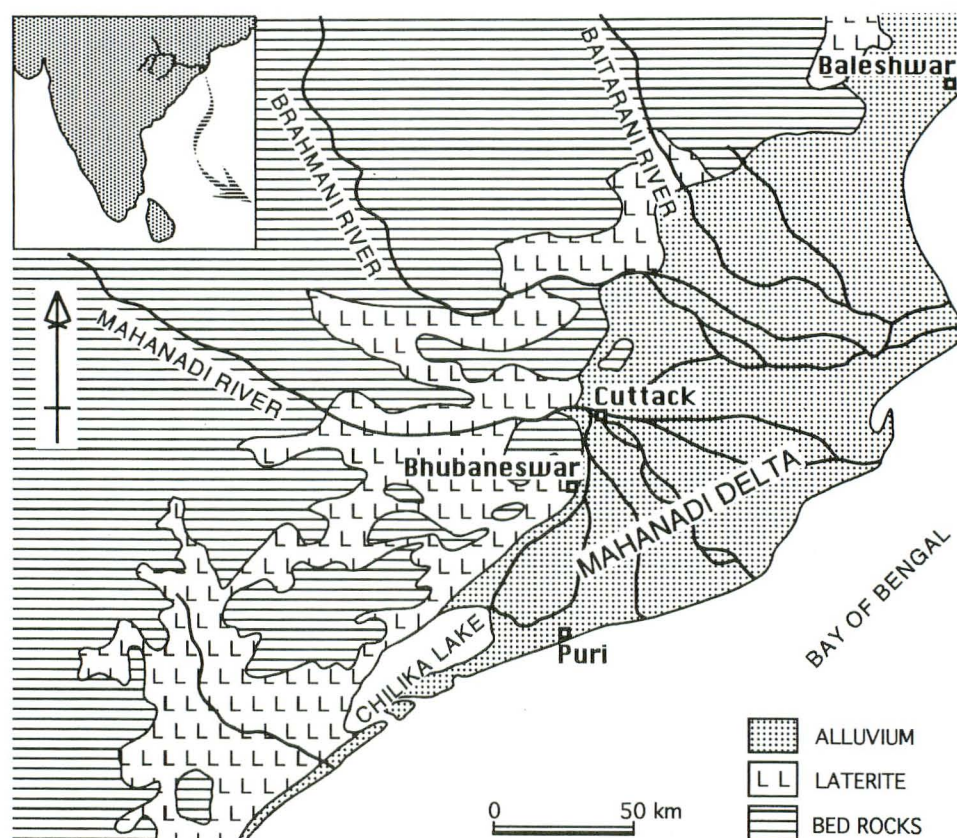 Baleshwar
BAITARANI RIVER
BRAHMANI RIVER
MAHANADI RIVER
Cuttack
Bhubaneswar
MAHANADI DELTA
BAY OF BENGAL
CHILIKA LAKE
Puri
ALLUVIUM
L L LATERITE
BED ROCKS
0 50 km